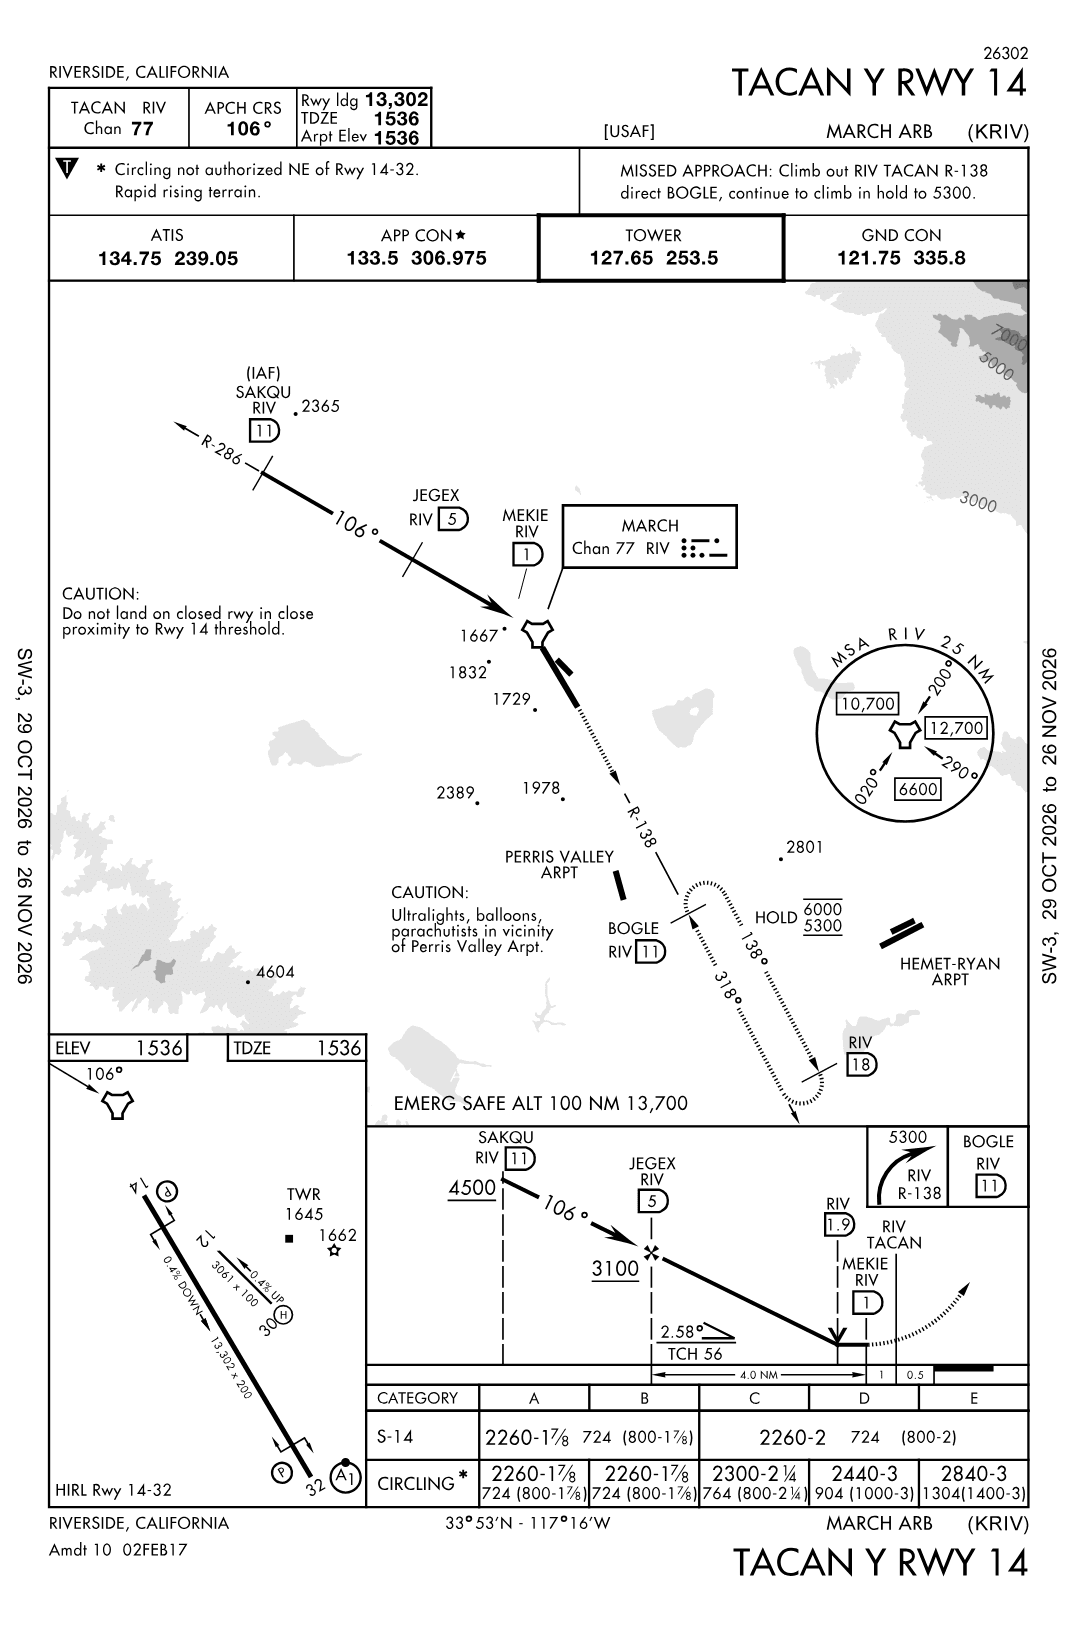 26302
RIVERSIDE, CALIFORNIA
TACAN Y RWY 14
TACAN RIV
Chan 77
APCH CRS
106°
Rwy ldg 13,302
TDZE 1536
Arpt Elev 1536
[USAF]
MARCH ARB (KRIV)
T
* Circling not authorized NE of Rwy 14-32.
Rapid rising terrain.
MISSED APPROACH: Climb out RIV TACAN R-138
direct BOGLE, continue to climb in hold to 5300.
ATIS
134.75 239.05
APP CON★
133.5 306.975
TOWER
127.65 253.5
GND CON
121.75 335.8
7000
5000
3000
(IAF)
SAKQU
RIV
11
2365
R-286
106°
JEGEX
RIV 5
MEKIE
RIV
1
MARCH
Chan 77 RIV
CAUTION:
Do not land on closed rwy in close
proximity to Rwy 14 threshold.
1667
1832
1729
MSA RIV 25 NM
200°
10,700
12,700
290°
020°
6600
2389
1978
R-138
2801
PERRIS VALLEY
ARPT
CAUTION:
Ultralights, balloons,
parachutists in vicinity
of Perris Valley Arpt.
BOGLE
RIV 11
HOLD 6000
5300
138°
318°
HEMET-RYAN
ARPT
4604
RIV
18
EMERG SAFE ALT 100 NM 13,700
SW-3, 29 OCT 2026 to 26 NOV 2026
SW-3, 29 OCT 2026 to 26 NOV 2026
ELEV 1536
TDZE 1536
106°
14
P
TWR
1645
1662
12
3061 x 100
0.4% UP
H
30
0.4% DOWN
13,302 x 200
P
32
A1
HIRL Rwy 14-32
SAKQU
RIV 11
4500
106°
JEGEX
RIV
5
3100
2.58°
TCH 56
RIV
1.9
RIV
TACAN
MEKIE
RIV
1
5300
RIV
R-138
BOGLE
RIV
11
4.0 NM
1
0.5
CATEGORY A B C D E
S-14 2260-1⅞ 724 (800-1⅞) 2260-2 724 (800-2)
CIRCLING* 2260-1⅞ 2260-1⅞ 2300-2¼ 2440-3 2840-3
724 (800-1⅞) 724 (800-1⅞) 764 (800-2¼) 904 (1000-3) 1304(1400-3)
RIVERSIDE, CALIFORNIA
33°53'N - 117°16'W
MARCH ARB (KRIV)
Amdt 10 02FEB17
TACAN Y RWY 14